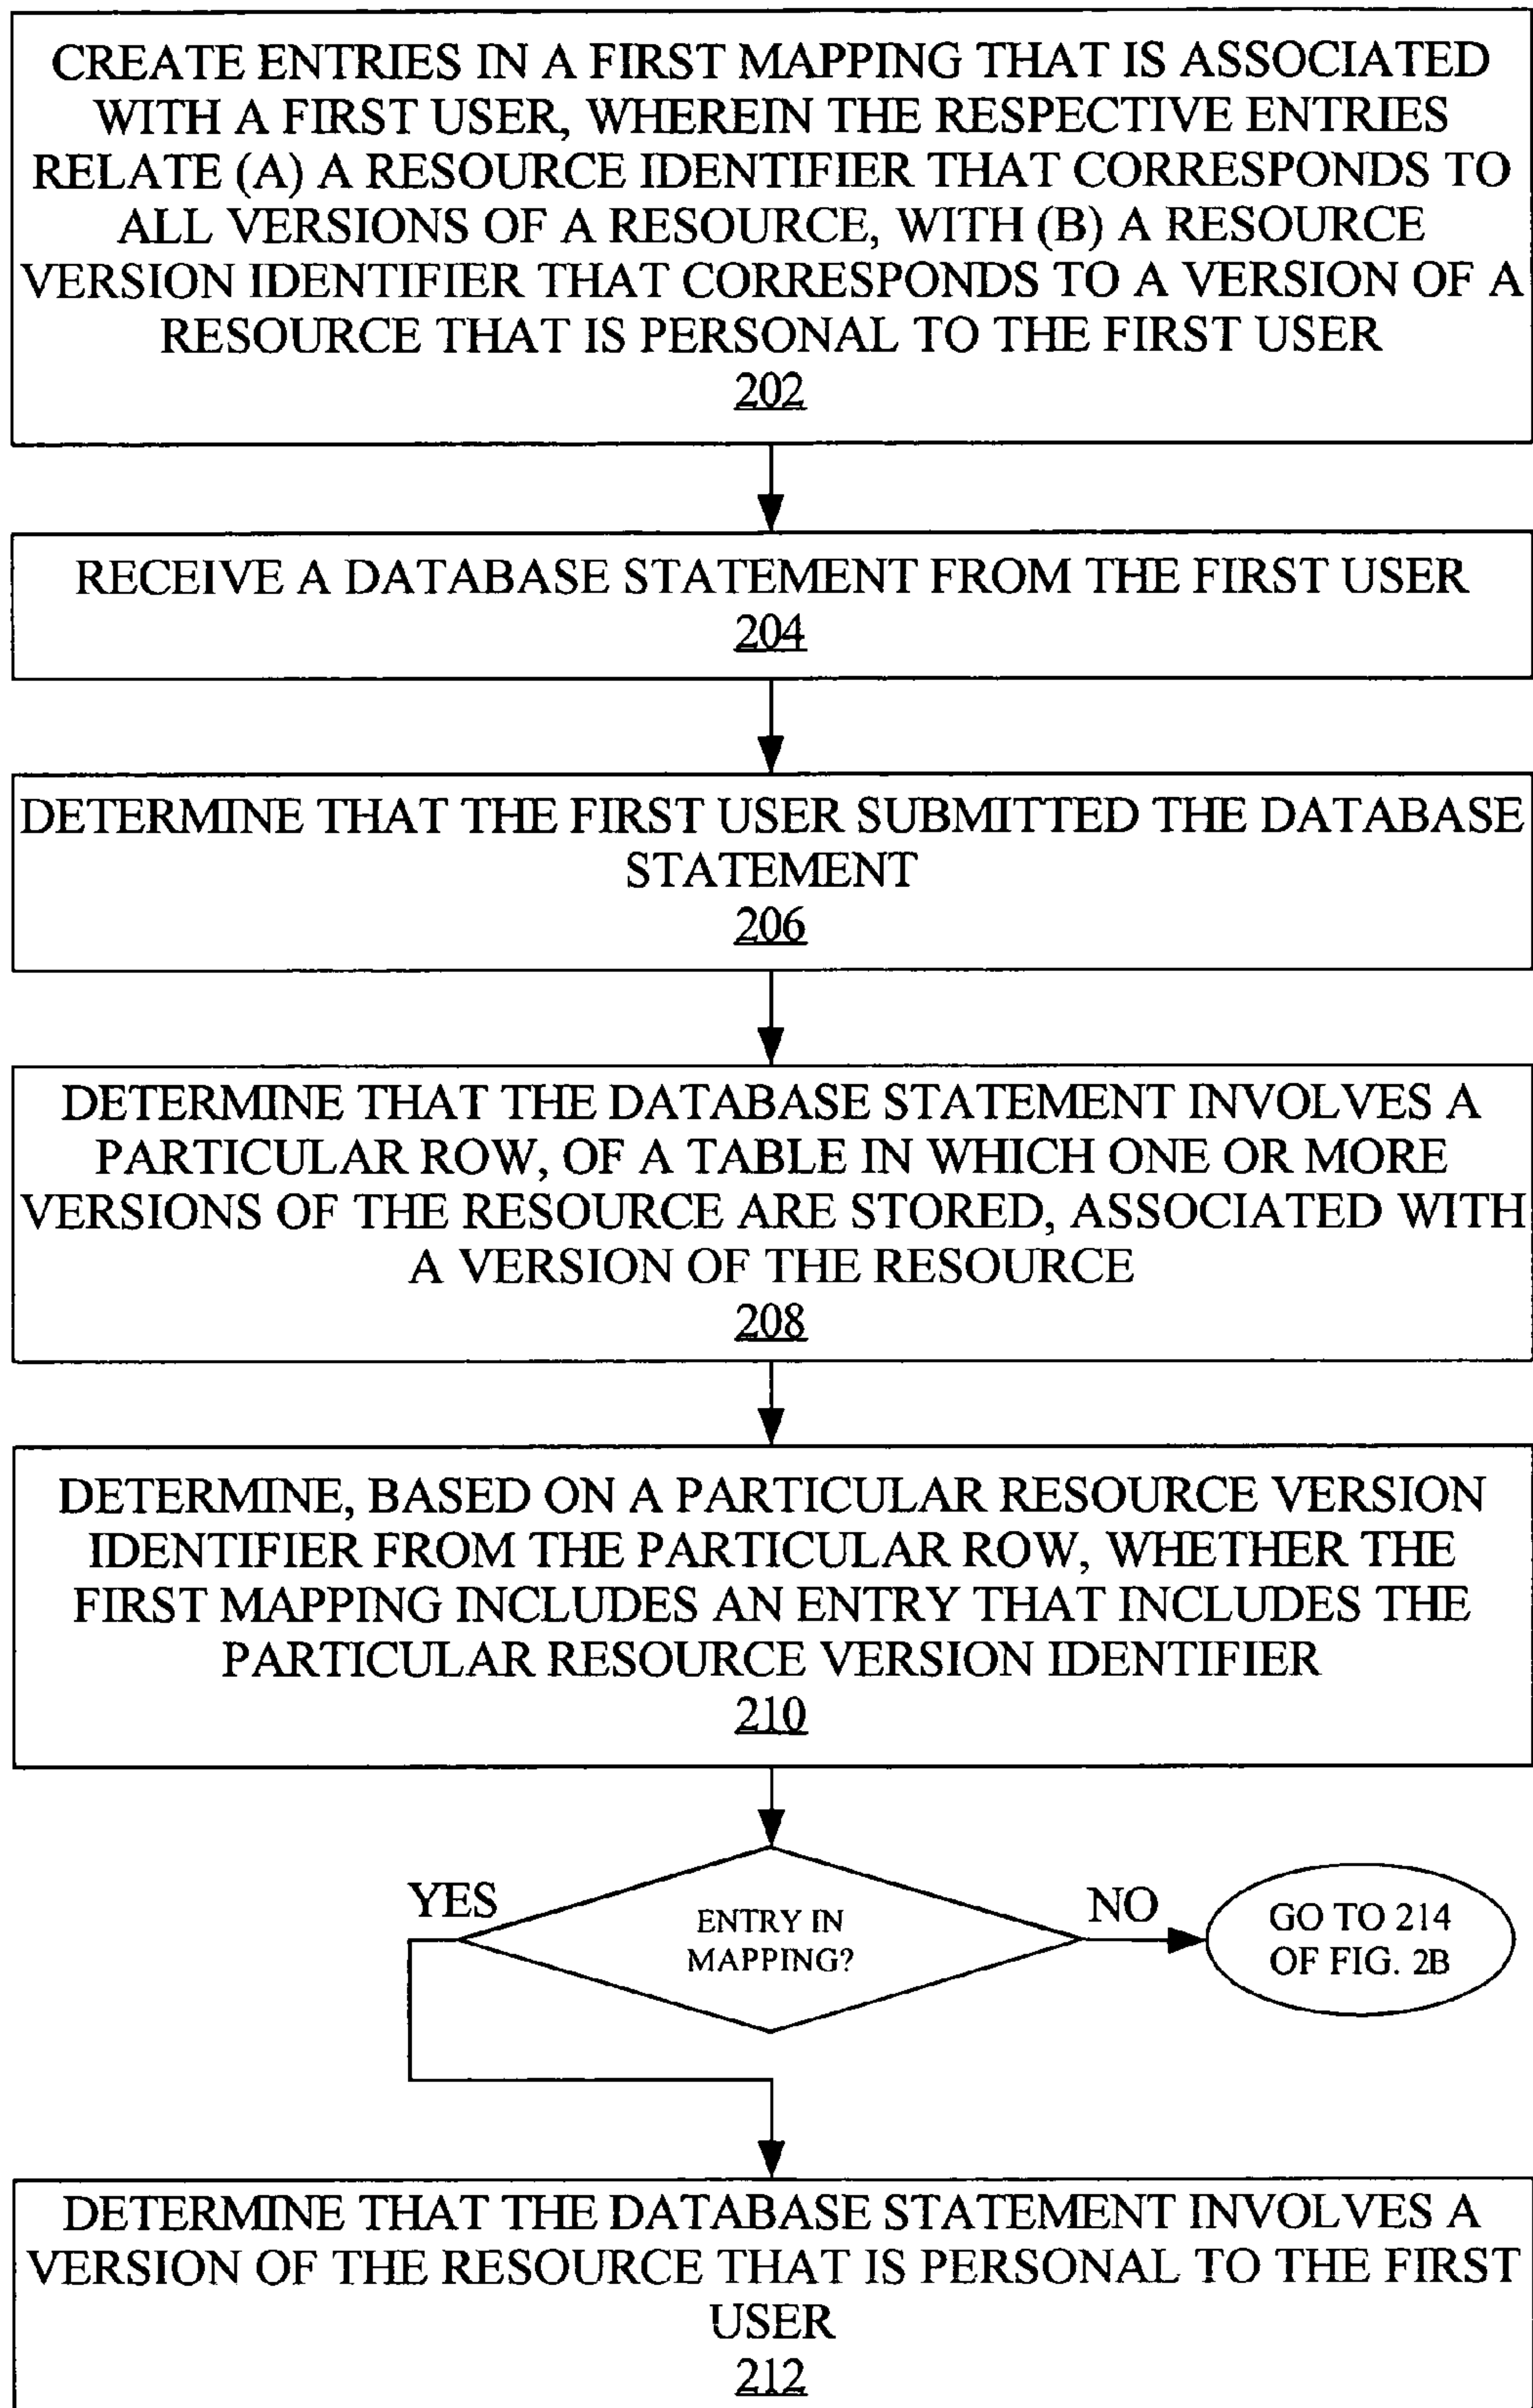 CREATE ENTRIES IN A FIRST MAPPING THAT IS ASSOCIATED
WITH A FIRST USER, WHEREIN THE RESPECTIVE ENTRIES
RELATE (A) A RESOURCE IDENTIFIER THAT CORRESPONDS TO
ALL VERSIONS OF A RESOURCE, WITH (B) A RESOURCE
VERSION IDENTIFIER THAT CORRESPONDS TO A VERSION OF A
RESOURCE THAT IS PERSONAL TO THE FIRST USER
202
RECEIVE A DATABASE STATEMENT FROM THE FIRST USER
204
DETERMINE THAT THE FIRST USER SUBMITTED THE DATABASE
STATEMENT
206
DETERMINE THAT THE DATABASE STATEMENT INVOLVES A
PARTICULAR ROW, OF A TABLE IN WHICH ONE OR MORE
VERSIONS OF THE RESOURCE ARE STORED, ASSOCIATED WITH
A VERSION OF THE RESOURCE
208
DETERMINE, BASED ON A PARTICULAR RESOURCE VERSION
IDENTIFIER FROM THE PARTICULAR ROW, WHETHER THE
FIRST MAPPING INCLUDES AN ENTRY THAT INCLUDES THE
PARTICULAR RESOURCE VERSION IDENTIFIER
210
YES
ENTRY IN
MAPPING?
NO
GO TO 214
OF FIG. 2B
DETERMINE THAT THE DATABASE STATEMENT INVOLVES A
VERSION OF THE RESOURCE THAT IS PERSONAL TO THE FIRST
USER
212